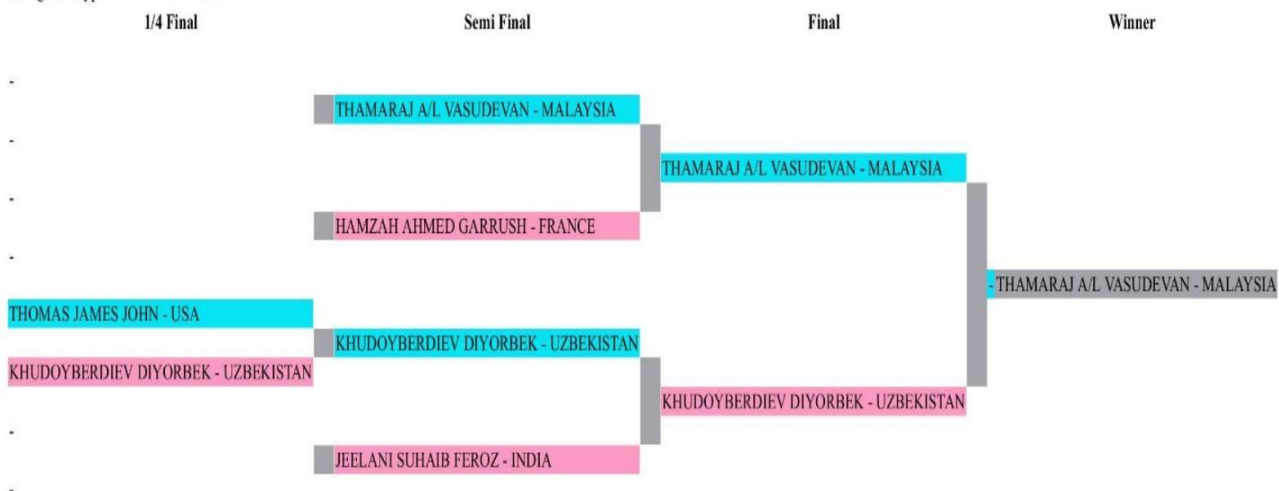 1/4 Final Semi Final Final Winner
-
THAMARAJ A/L VASUDEVAN - MALAYSIA
-
THAMARAJ A/L VASUDEVAN - MALAYSIA
-
HAMZAH AHMED GARRUSH - FRANCE
-
- THAMARAJ A/L VASUDEVAN - MALAYSIA
THOMAS JAMES JOHN - USA
KHUDOYBERDIEV DIYORBEK - UZBEKISTAN
KHUDOYBERDIEV DIYORBEK - UZBEKISTAN
KHUDOYBERDIEV DIYORBEK - UZBEKISTAN
-
JEELANI SUHAIB FEROZ - INDIA
-